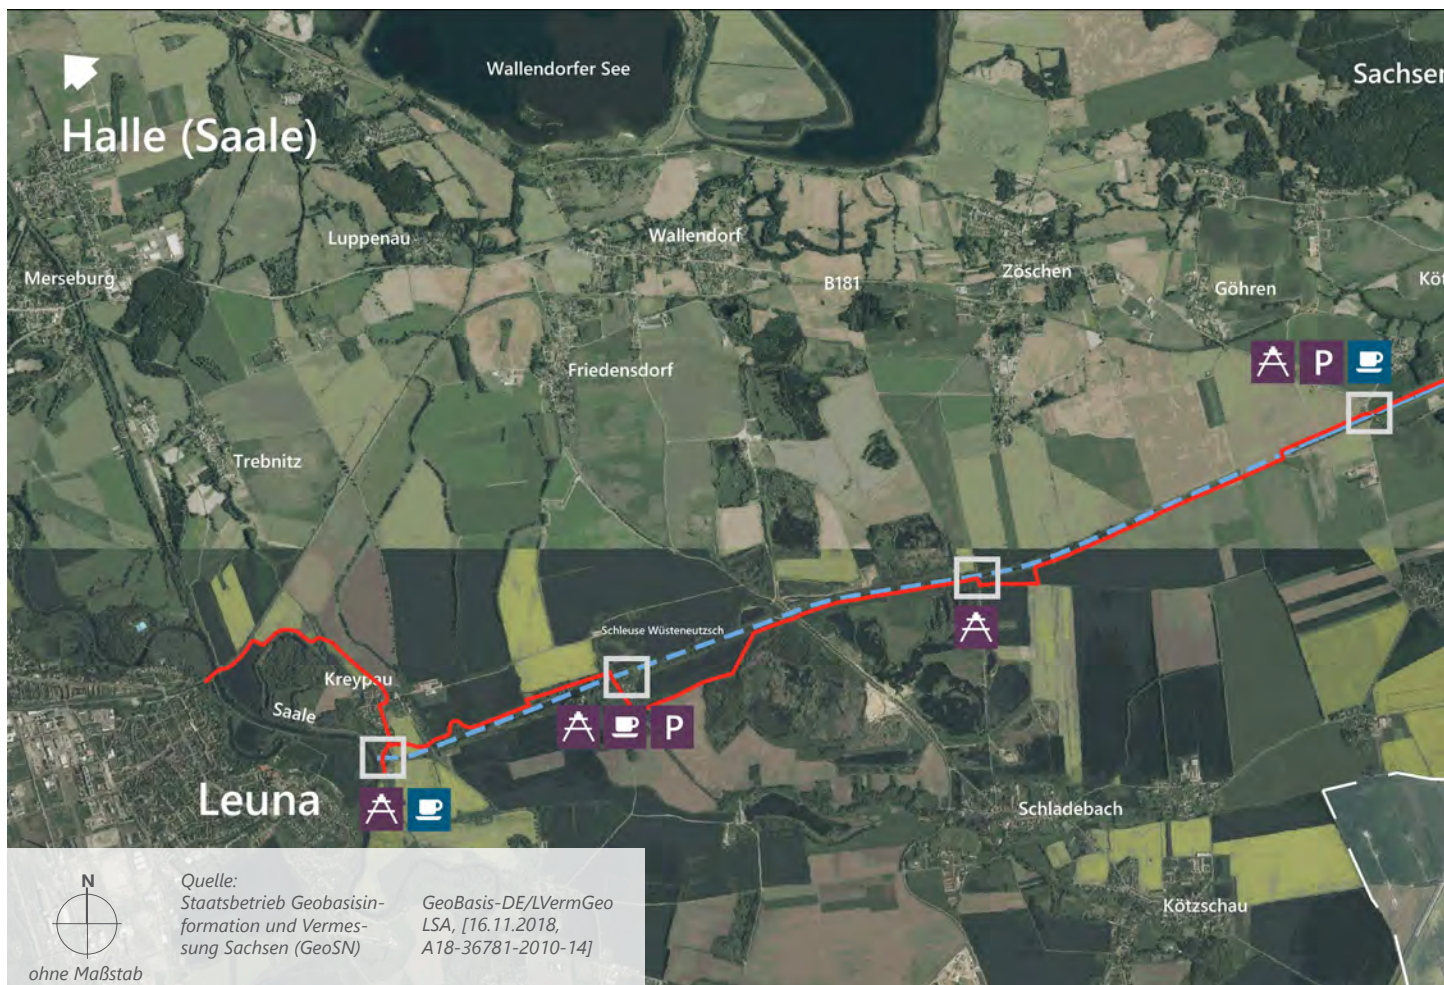 Wallendorfer See
Sachsen
Halle (Saale)
Luppenau
Wallendorf
Merseburg
B181
Zöschen
Göhren
Köt
P
Friedensdorf
Trebnitz
Schleuse Wüsteneutzsch
Kreypau
Saale
P
Leuna
Schladebach
Kötzschau
N
ohne Maßstab
Quelle:
Staatsbetrieb Geobasisin-
formation und Vermes-
sung Sachsen (GeoSN)
GeoBasis-DE/LVermGeo
LSA, [16.11.2018,
A18-36781-2010-14]